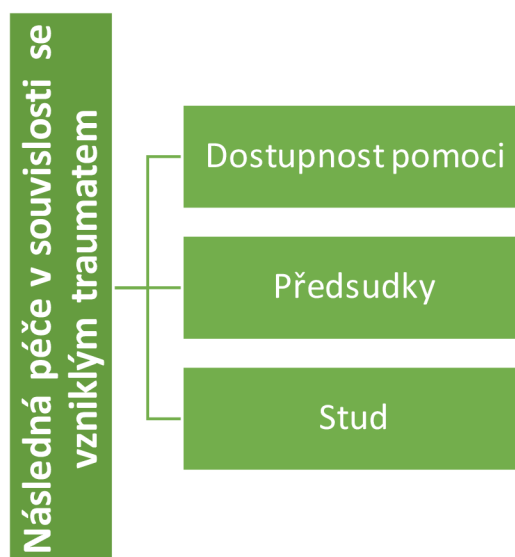 Následná péče v souvislosti se
vzniklým traumatem
Dostupnost pomoci
Předsudky
Stud